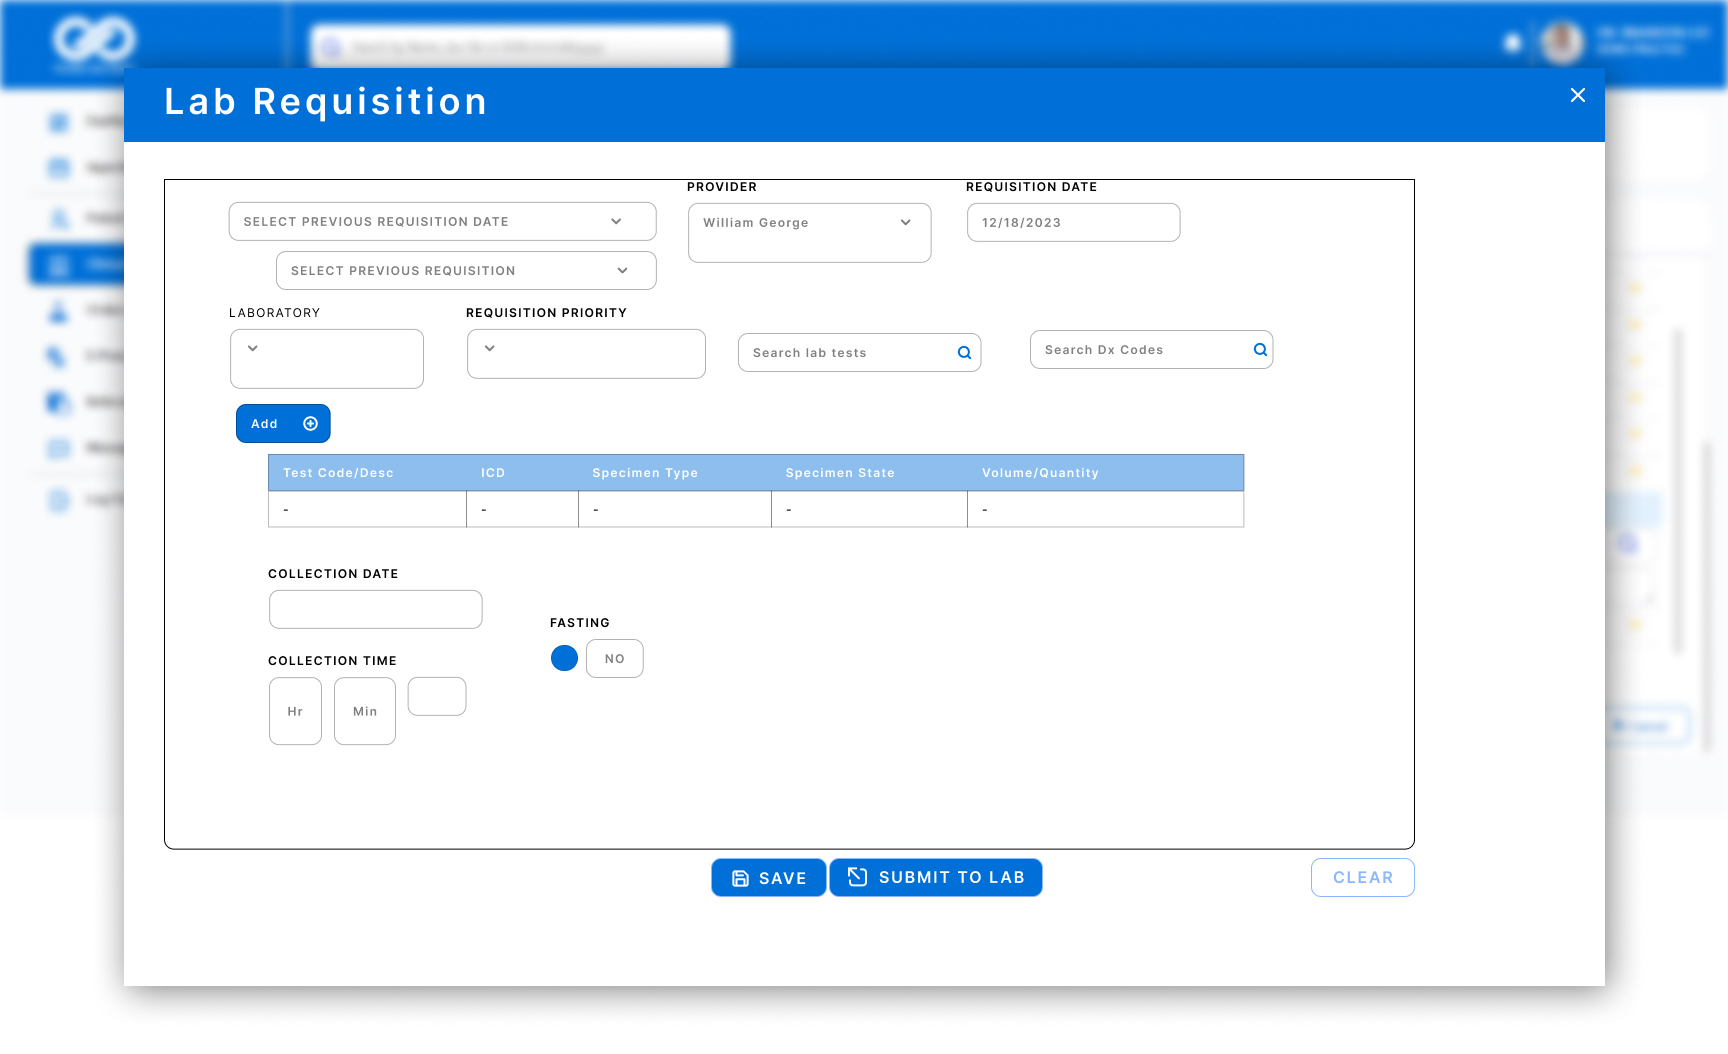 Lab Requisition
PROVIDER
REQUISITION DATE
SELECT PREVIOUS REQUISITION DATE
William George
12/18/2023
SELECT PREVIOUS REQUISITION
LABORATORY
REQUISITION PRIORITY
Search lab tests
Search Dx Codes
Add
Test Code/Desc ICD Specimen Type Specimen State Volume/Quantity
- - - - -
COLLECTION DATE
FASTING
NO
COLLECTION TIME
Hr Min
SAVE
SUBMIT TO LAB
CLEAR